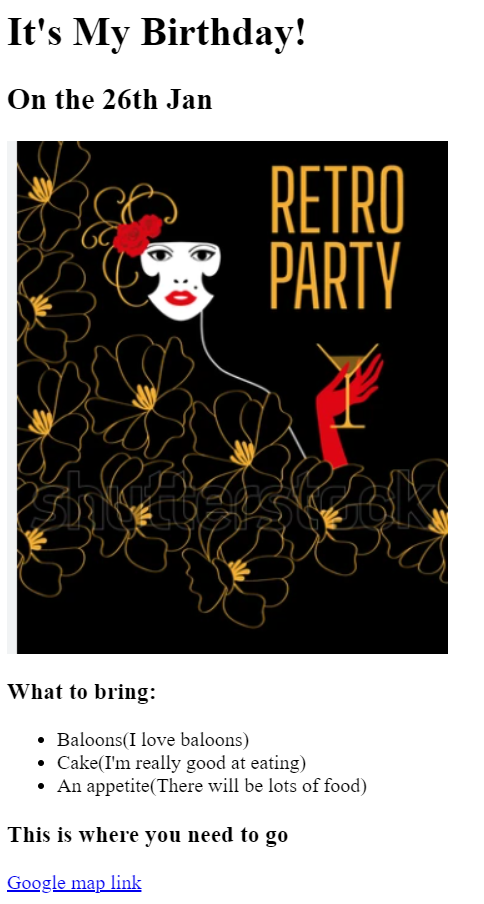 It's My Birthday!
On the 26th Jan
RETRO
PARTY
shutterstock
What to bring:
Baloons(I love baloons)
Cake(I'm really good at eating)
An appetite(There will be lots of food)
This is where you need to go
Google map link